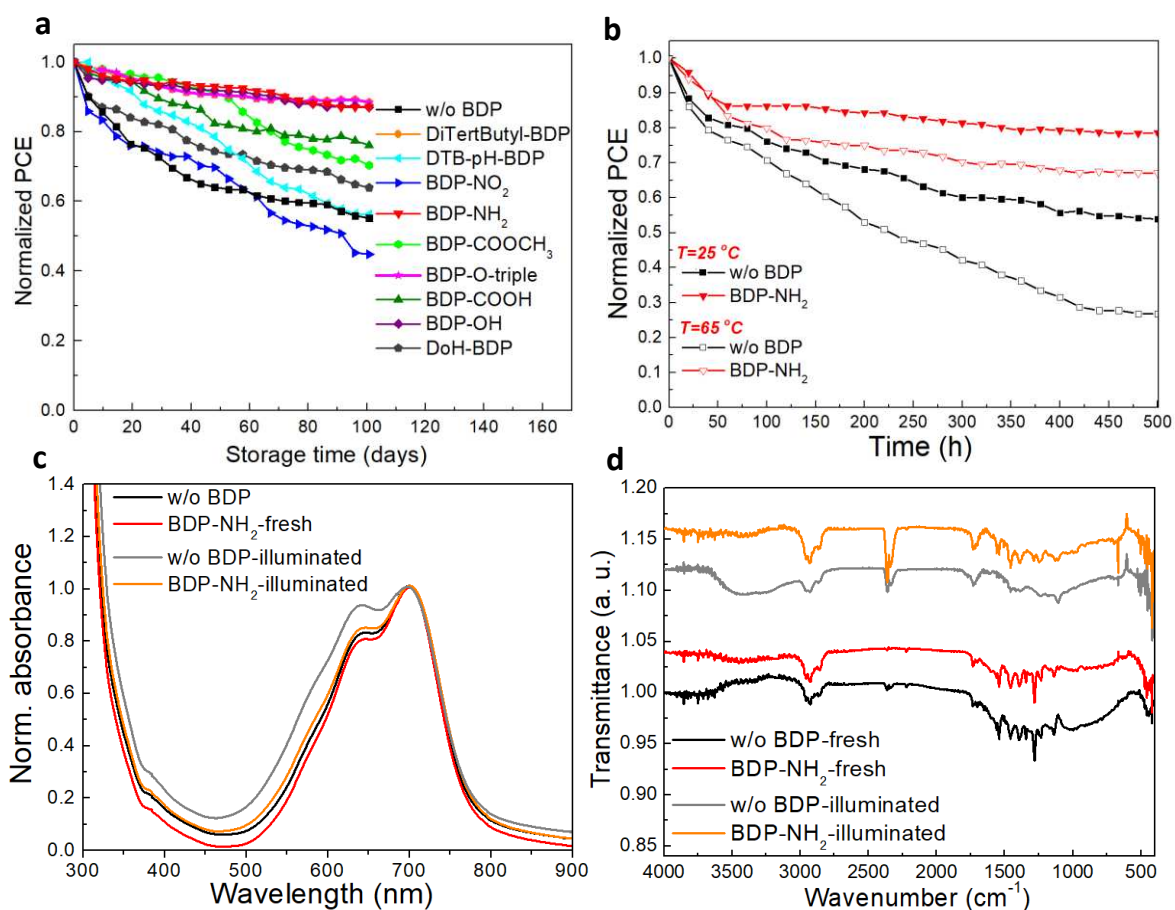 a
Normalized PCE
1.0
0.8
0.6
0.4
0.2
0.0
0 20 40 60 80 100 120 140 160
Storage time (days)
w/o BDP
DiTertButyl-BDP
DTB-pH-BDP
BDP-NO₂
BDP-NH₂
BDP-COOCH₃
BDP-O-triple
BDP-COOH
BDP-OH
DoH-BDP
b
Normalized PCE
1.0
0.9
0.8
0.7
0.6
0.5
0.4
0.3
0.2
0.1
0.0
T=25 °C
w/o BDP
BDP-NH₂
T=65 °C
w/o BDP
BDP-NH₂
0 50 100 150 200 250 300 350 400 450 500
Time (h)
c
Norm. absorbance
1.4
1.2
1.0
0.8
0.6
0.4
0.2
0.0
w/o BDP
BDP-NH₂-fresh
w/o BDP-illuminated
BDP-NH₂-illuminated
300 400 500 600 700 800 900
Wavelength (nm)
d
Transmittance (a. u.)
1.20
1.15
1.10
1.05
1.00
0.95
0.90
0.85
w/o BDP-fresh
BDP-NH₂-fresh
w/o BDP-illuminated
BDP-NH₂-illuminated
4000 3500 3000 2500 2000 1500 1000 500
Wavenumber (cm⁻¹)